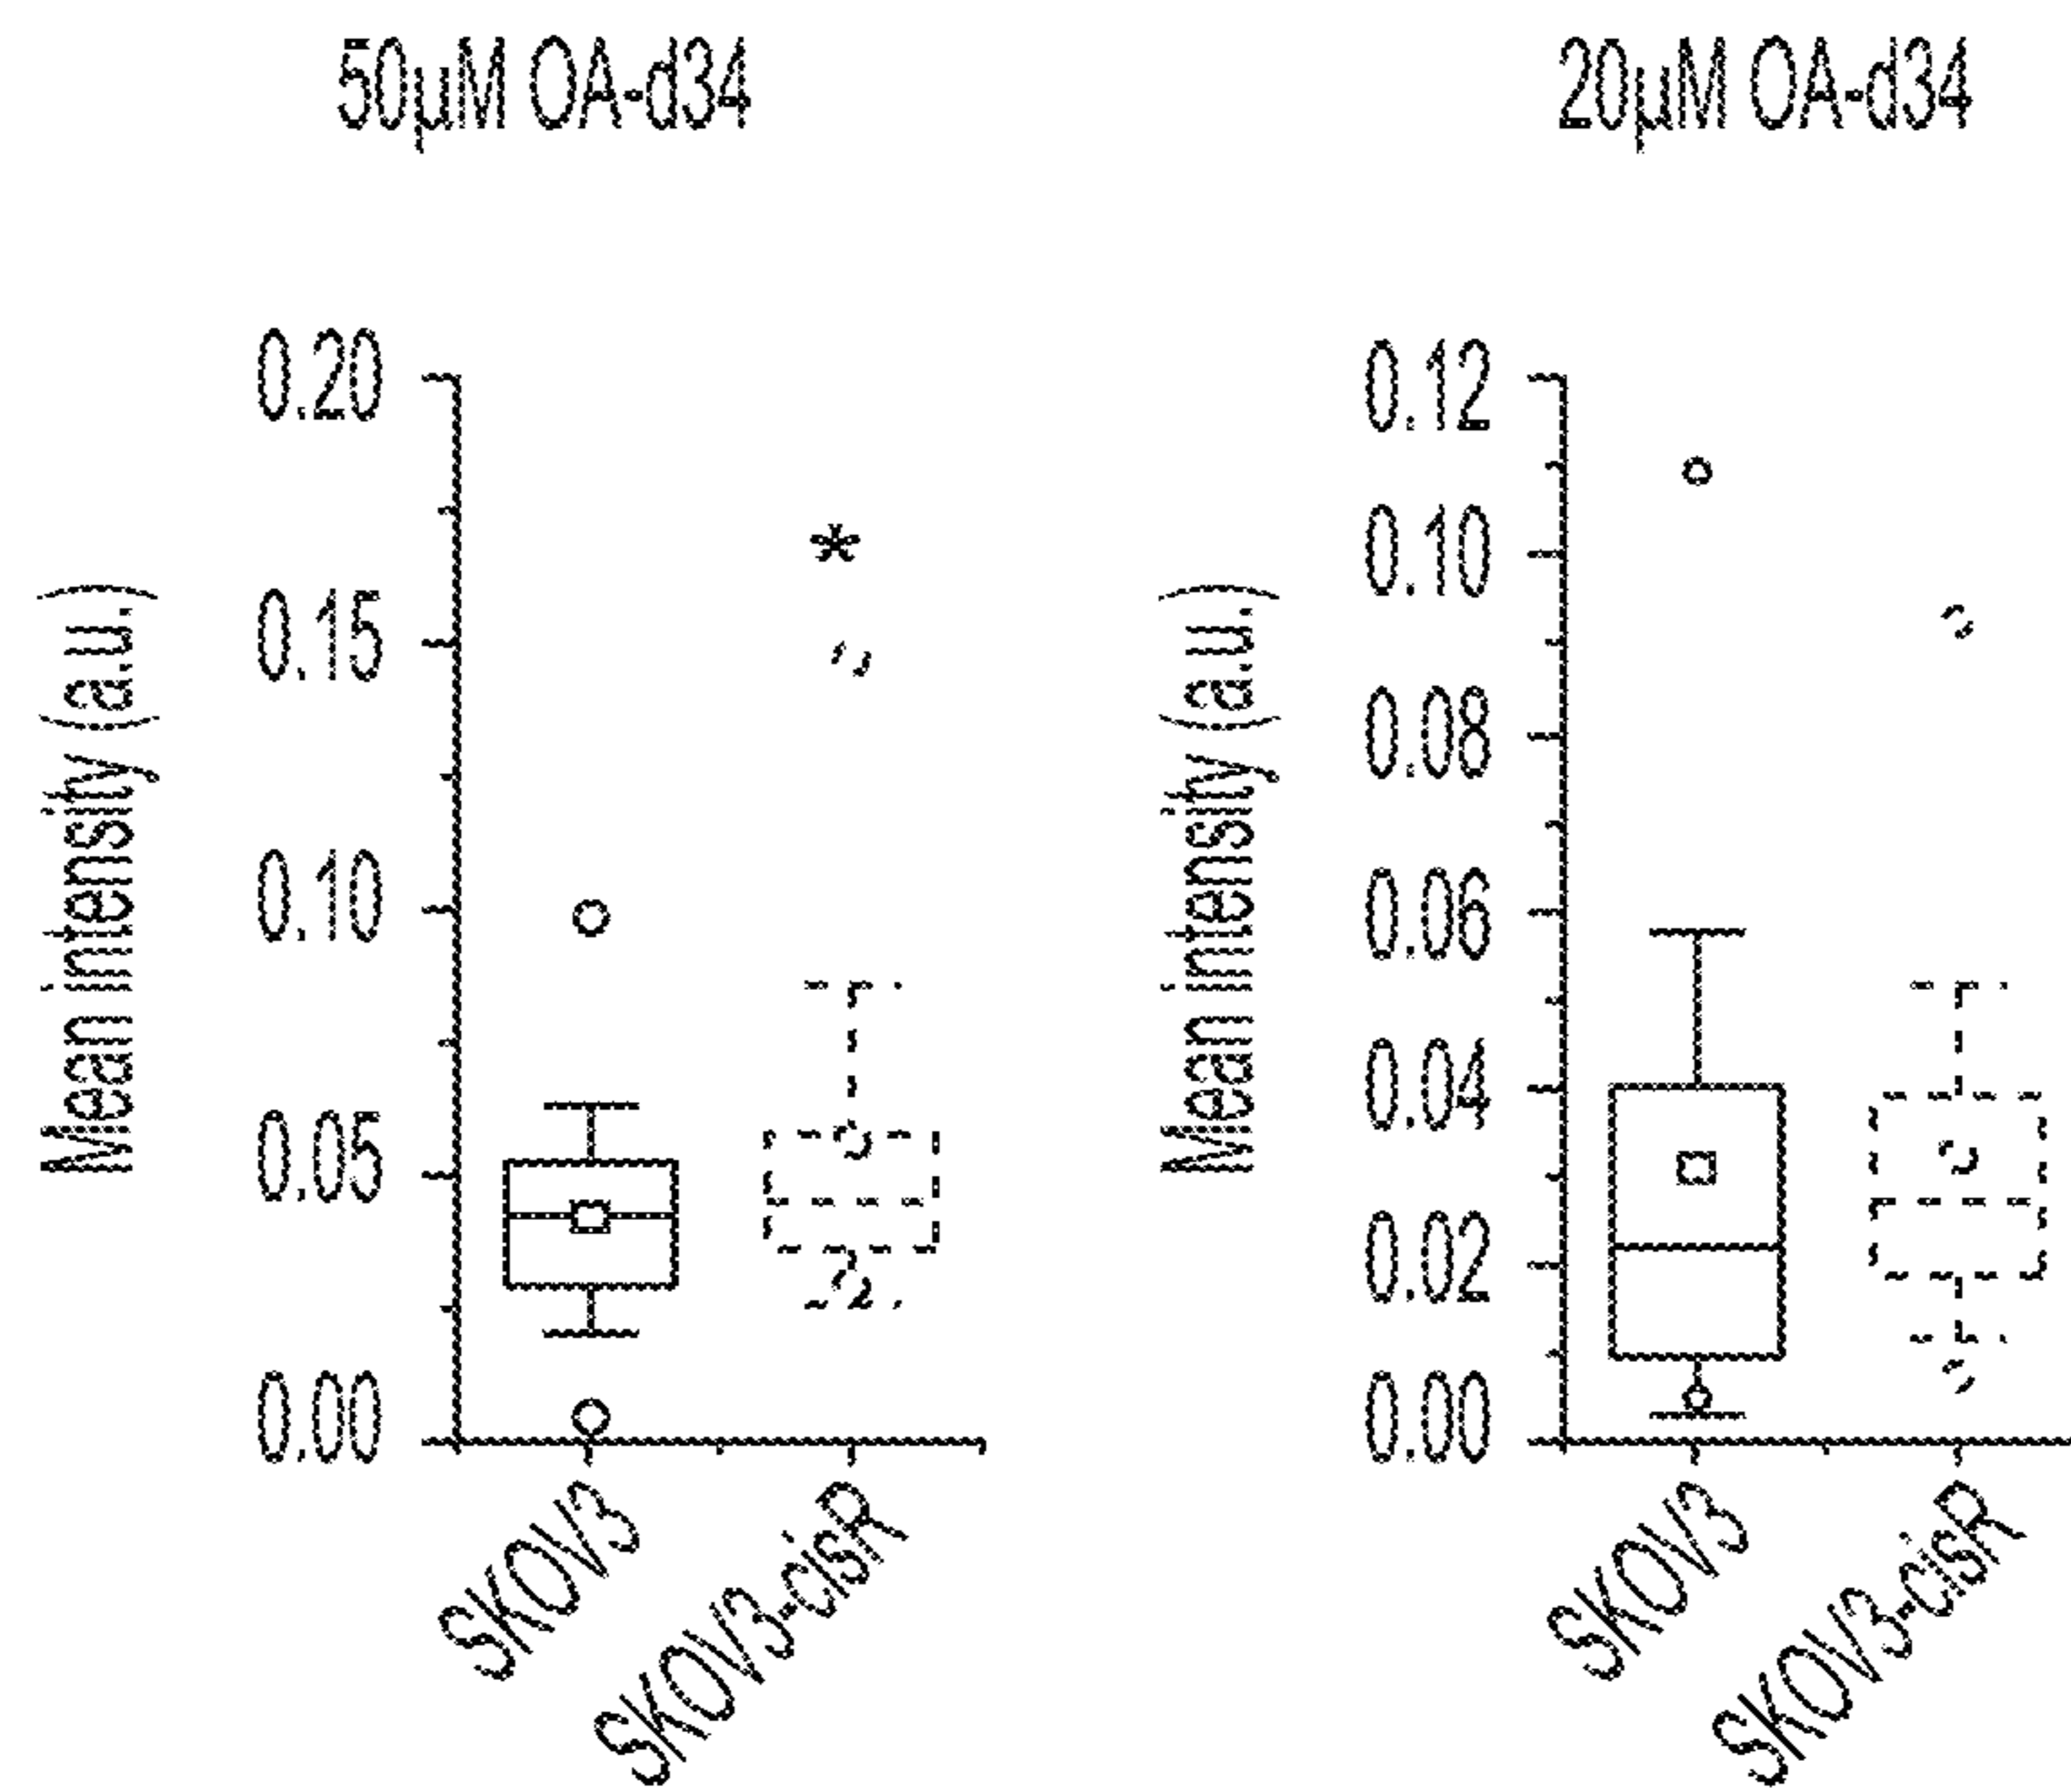 50µM OA-d34
Mean intensity (a.u.)
0.20
0.15
0.10
0.05
0.00
*
SKOV3
SKOV3-cisR
20µM OA-d34
Mean intensity (a.u.)
0.12
0.10
0.08
0.06
0.04
0.02
0.00
SKOV3
SKOV3-cisR